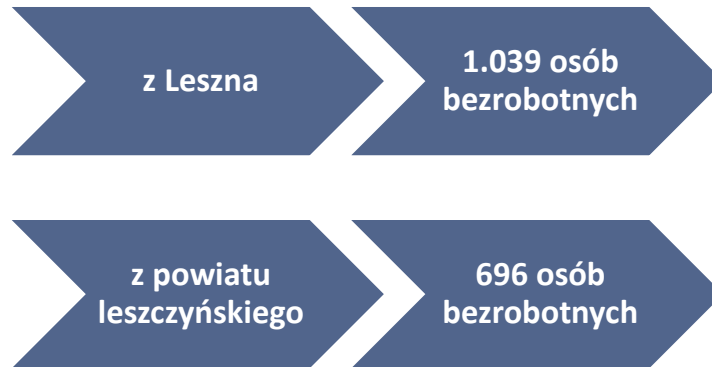 z Leszna
1.039 osób
bezrobotnych
z powiatu
leszczyńskiego
696 osób
bezrobotnych